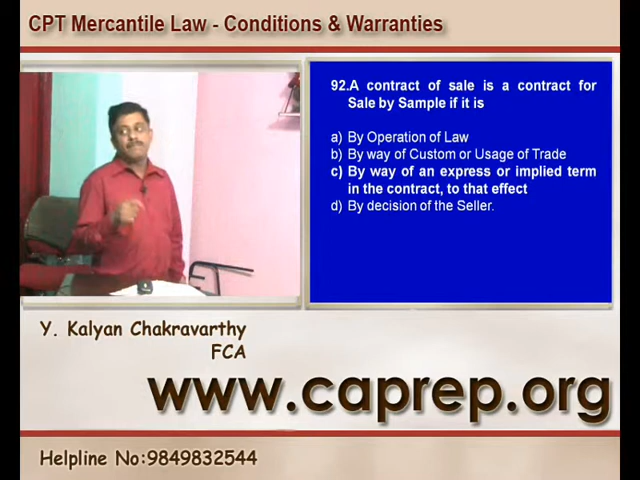 CPT Mercantile Law - Conditions & Warranties
92.A contract of sale is a contract for
Sale by Sample if it is
a) By Operation of Law
b) By way of Custom or Usage of Trade
c) By way of an express or implied term
in the contract, to that effect
d) By decision of the Seller.
Y. Kalyan Chakravarthy
FCA
www.caprep.org
Helpline No:9849832544